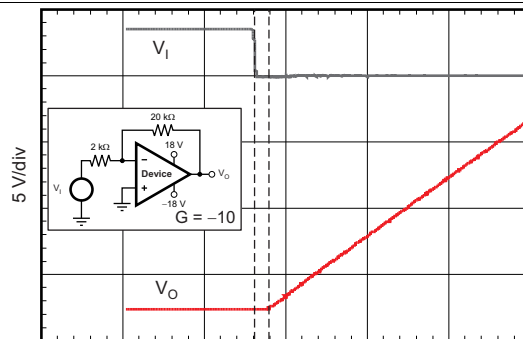 V_I
5 V/div
20 kΩ
2 kΩ
18 V
−
Device
V_O
+
V_I
−18 V
G = −10
V_O